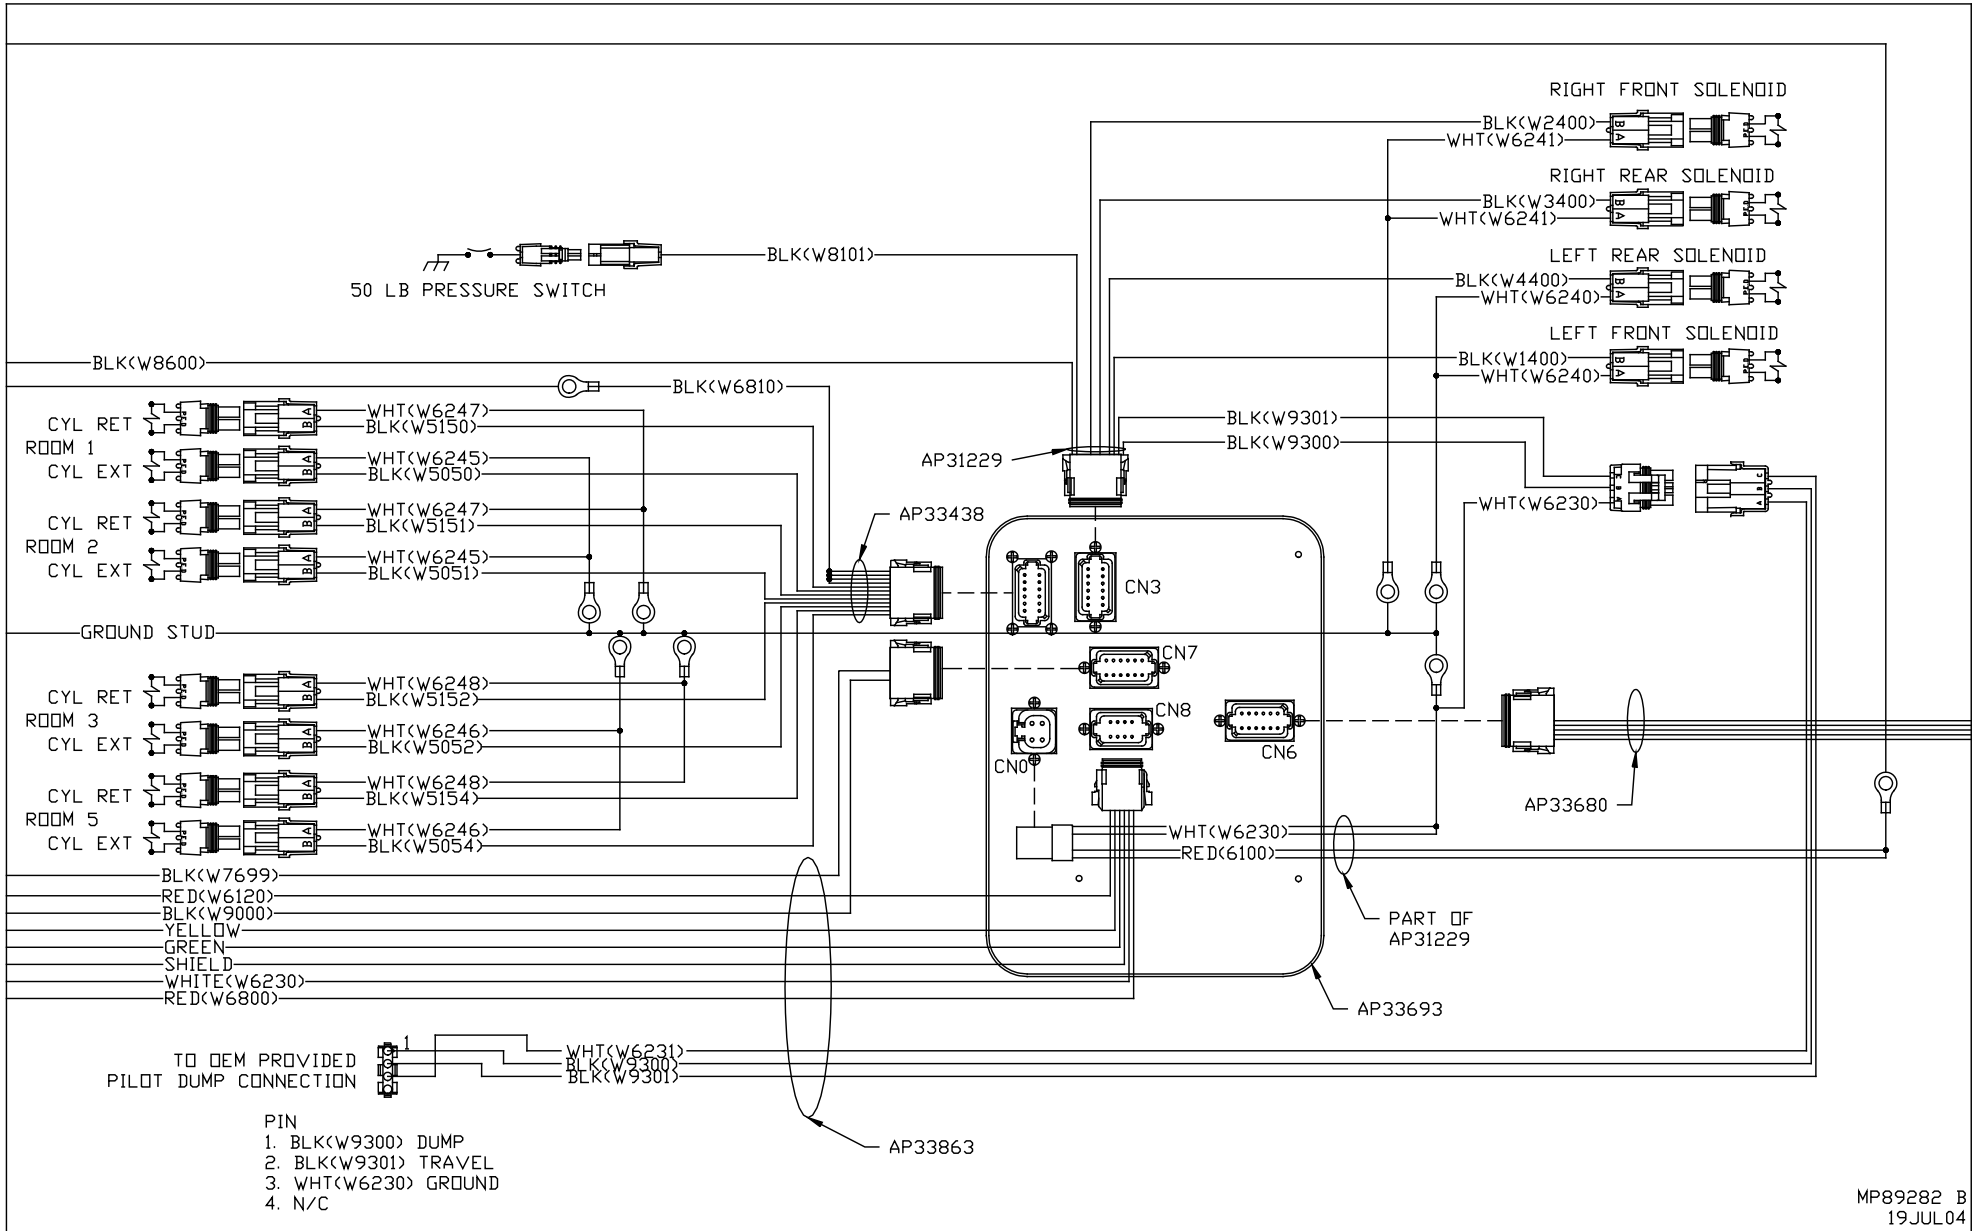 RIGHT FRONT SOLENOID
BLK(W2400)
B
A
WHT(W6241)
RIGHT REAR SOLENOID
BLK(W3400)
B
A
WHT(W6241)
LEFT REAR SOLENOID
BLK(W4400)
B
A
WHT(W6240)
LEFT FRONT SOLENOID
BLK(W1400)
B
A
WHT(W6240)
BLK(W8101)
50 LB PRESSURE SWITCH
BLK(W8600)
BLK(W6810)
BLK(W9301)
BLK(W9300)
WHT(W6230)
C
B
A
AP31229
AP33438
CYL RET
A
B
WHT(W6247)
BLK(W5150)
ROOM 1
CYL EXT
A
B
WHT(W6245)
BLK(W5050)
CYL RET
A
B
WHT(W6247)
BLK(W5151)
ROOM 2
CYL EXT
A
B
WHT(W6245)
BLK(W5051)
GROUND STUD
CYL RET
A
B
WHT(W6248)
BLK(W5152)
ROOM 3
CYL EXT
A
B
WHT(W6246)
BLK(W5052)
CYL RET
A
B
WHT(W6248)
BLK(W5154)
ROOM 5
CYL EXT
A
B
WHT(W6246)
BLK(W5054)
CN3
CN7
CN8
CN0
CN6
AP33680
WHT(W6230)
RED(6100)
PART OF
AP31229
AP33693
BLK(W7699)
RED(W6120)
BLK(W9000)
YELLOW
GREEN
SHIELD
WHITE(W6230)
RED(W6800)
1
TO OEM PROVIDED
PILOT DUMP CONNECTION
WHT(W6231)
BLK(W9300)
BLK(W9301)
PIN
1. BLK(W9300) DUMP
2. BLK(W9301) TRAVEL
3. WHT(W6230) GROUND
4. N/C
AP33863
MP89282 B
19JUL04